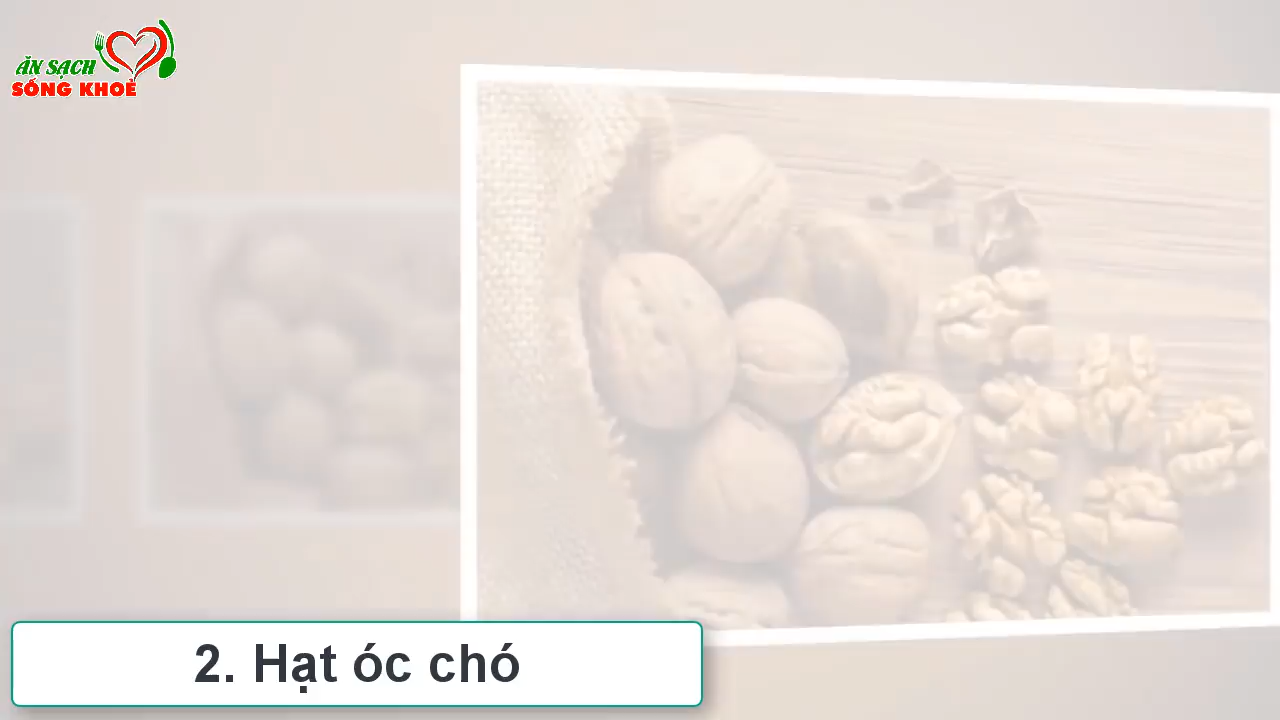 ĂN SẠCH
SỐNG KHOẺ
2. Hạt óc chó